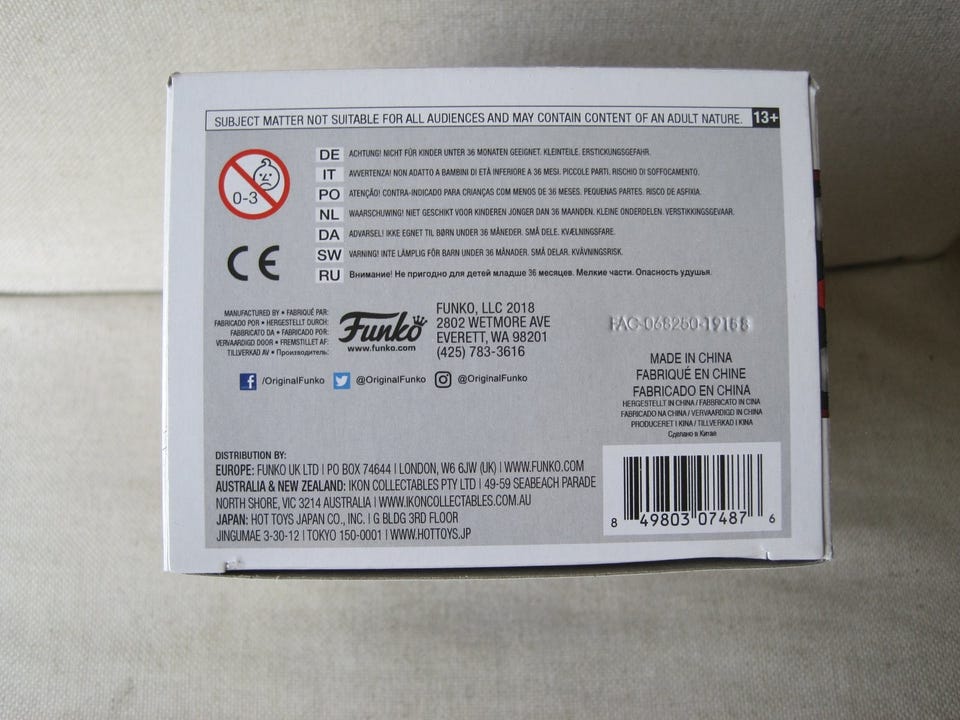 SUBJECT MATTER NOT SUITABLE FOR ALL AUDIENCES AND MAY CONTAIN CONTENT OF AN ADULT NATURE. 13+
0-3
DE ACHTUNG! NICHT FÜR KINDER UNTER 36 MONATEN GEEIGNET. KLEINTEILE. ERSTICKUNGSGEFAHR.
IT AVVERTENZA! NON ADATTO A BAMBINI DI ETÀ INFERIORE A 36 MESI. PICCOLE PARTI. RISCHIO DI SOFFOCAMENTO.
PO ATENÇÃO! CONTRA-INDICADO PARA CRIANÇAS COM MENOS DE 36 MESES. PEQUENAS PARTES. RISCO DE ASFIXIA.
NL WAARSCHUWING! NIET GESCHIKT VOOR KINDEREN JONGER DAN 36 MAANDEN. KLEINE ONDERDELEN. VERSTIKKINGSGEVAAR.
DA ADVARSEL! IKKE EGNET TIL BØRN UNDER 36 MÅNEDER. SMÅ DELE. KVÆLNINGSFARE.
SW VARNING! INTE LÄMPLIG FÖR BARN UNDER 36 MÅNADER. SMÅ DELAR. KVÄVNINGSRISK.
RU Внимание! Не пригодно для детей младше 36 месяцев. Мелкие части. Опасность удушья.
CE
MANUFACTURED BY • FABRIQUÉ PAR:
FABRICADO POR • HERGESTELLT DURCH:
FABBRICATO DA • FABRICADO POR:
VERVAARDIGD DOOR • FREMSTILLET AF:
TILLVERKAD AV • Производитель:
Funko
www.funko.com
FUNKO, LLC 2018
2802 WETMORE AVE
EVERETT, WA 98201
(425) 783-3616
FAC-068250-19158
/OriginalFunko @OriginalFunko @OriginalFunko
MADE IN CHINA
FABRIQUÉ EN CHINE
FABRICADO EN CHINA
HERGESTELLT IN CHINA / FABBRICATO IN CINA
FABRICADO NA CHINA / VERVAARDIGD IN CHINA
PRODUCERET I KINA / TILLVERKAD I KINA
Сделано в Китае
DISTRIBUTION BY:
EUROPE: FUNKO UK LTD | PO BOX 74644 | LONDON, W6 6JW (UK) | WWW.FUNKO.COM
AUSTRALIA & NEW ZEALAND: IKON COLLECTABLES PTY LTD | 49-59 SEABEACH PARADE
NORTH SHORE, VIC 3214 AUSTRALIA | WWW.IKONCOLLECTABLES.COM.AU
JAPAN: HOT TOYS JAPAN CO., INC. | G BLDG 3RD FLOOR
JINGUMAE 3-30-12 | TOKYO 150-0001 | WWW.HOTTOYS.JP
8 49803 07487 6